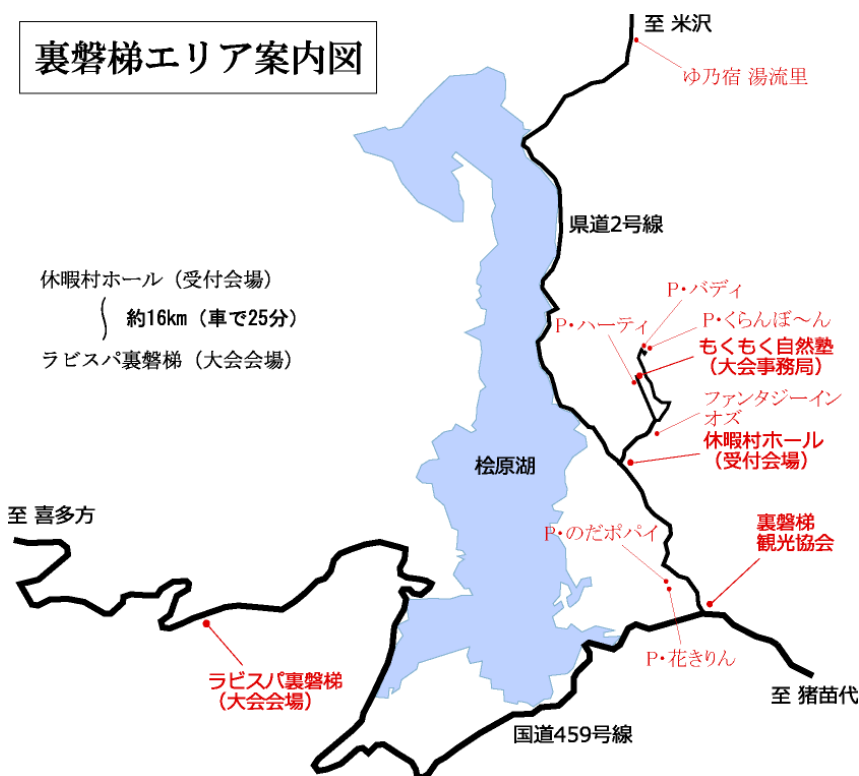 裏磐梯エリア案内図
至 米沢
ゆ乃宿 湯流里
県道2号線
休暇村ホール（受付会場）
約16km（車で25分）
ラビスパ裏磐梯（大会会場）
P・バディ
P・ハーティ
P・くらんぼ〜ん
もくもく自然塾
（大会事務局）
ファンタジーイン
オズ
休暇村ホール
（受付会場）
桧原湖
至 喜多方
P・のだポパイ
裏磐梯
観光協会
P・花きりん
ラビスパ裏磐梯
（大会会場）
至 猪苗代
国道459号線